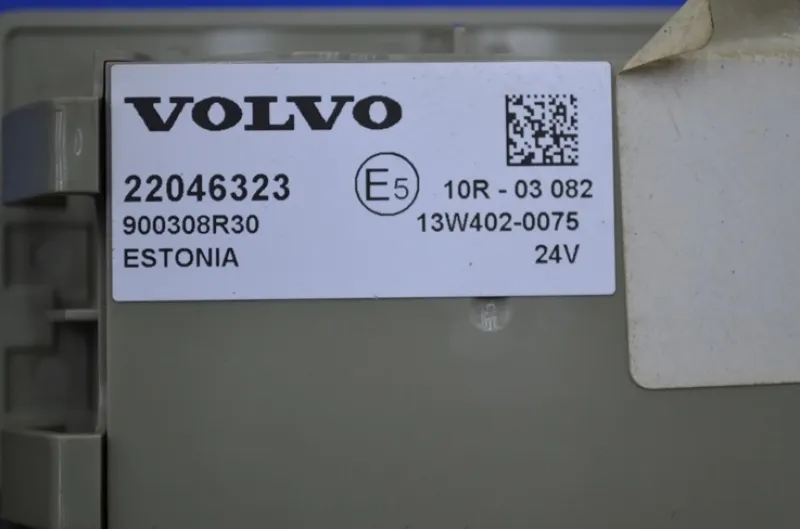 VOLVO
22046323 E5 10R - 03 082
900308R30 13W402-0075
ESTONIA 24V